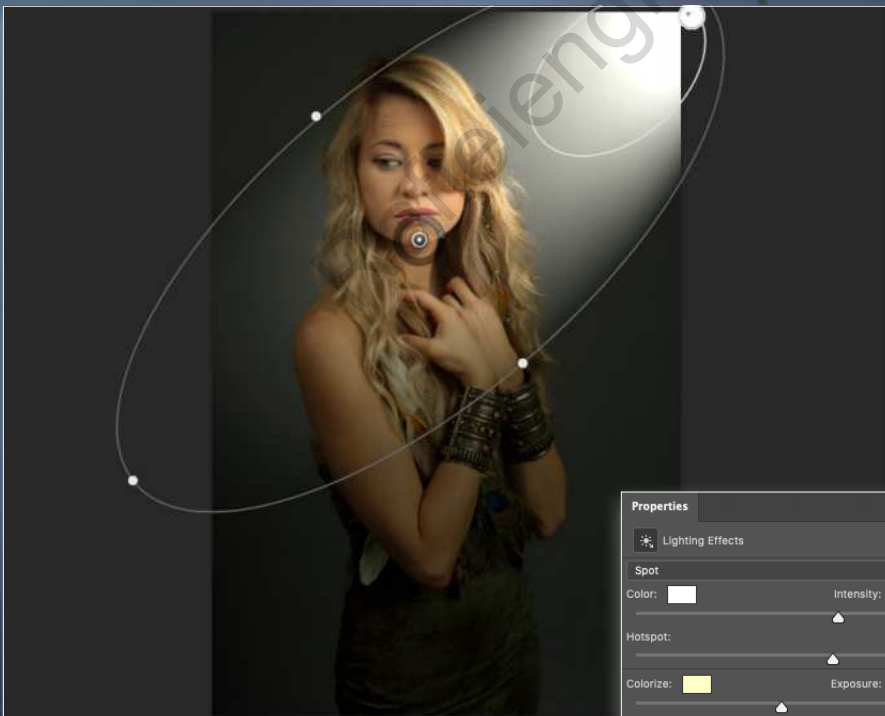 Properties
Lighting Effects
Spot
Color: Intensity:
Hotspot:
Colorize: Exposure: